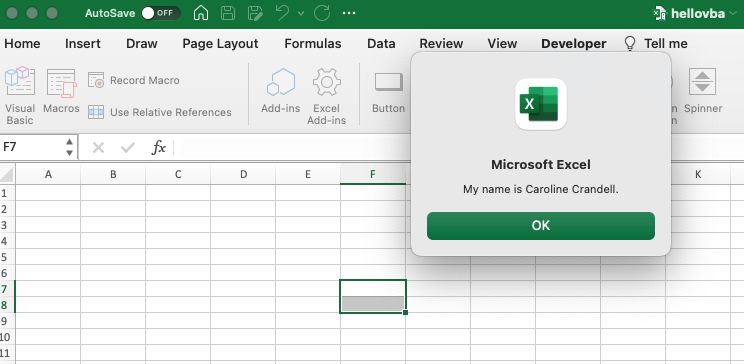 AutoSave OFF hellovba
Home Insert Draw Page Layout Formulas Data Review View Developer Tell me
Visual Basic Macros Record Macro Use Relative References Add-ins Excel Add-ins Button Spinner
F7 fx
A B C D E F K
1
2
3
4
5
6
7
8
9
10
11
X
Microsoft Excel
My name is Caroline Crandell.
OK